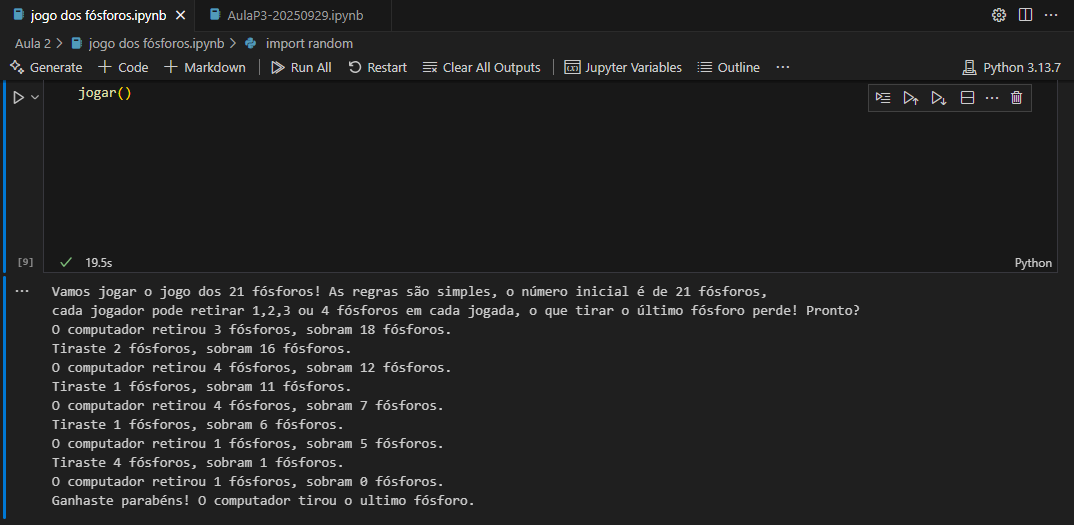 jogo dos fósforos.ipynb
AulaP3-20250929.ipynb
Aula 2 > jogo dos fósforos.ipynb > import random
Generate + Code + Markdown | Run All Restart Clear All Outputs | Jupyter Variables Outline ... Python 3.13.7
jogar()
[9] 19.5s Python
Vamos jogar o jogo dos 21 fósforos! As regras são simples, o número inicial é de 21 fósforos,
cada jogador pode retirar 1,2,3 ou 4 fósforos em cada jogada, o que tirar o último fósforo perde! Pronto?
O computador retirou 3 fósforos, sobram 18 fósforos.
Tiraste 2 fósforos, sobram 16 fósforos.
O computador retirou 4 fósforos, sobram 12 fósforos.
Tiraste 1 fósforos, sobram 11 fósforos.
O computador retirou 4 fósforos, sobram 7 fósforos.
Tiraste 1 fósforos, sobram 6 fósforos.
O computador retirou 1 fósforos, sobram 5 fósforos.
Tiraste 4 fósforos, sobram 1 fósforos.
O computador retirou 1 fósforos, sobram 0 fósforos.
Ganhaste parabéns! O computador tirou o ultimo fósforo.